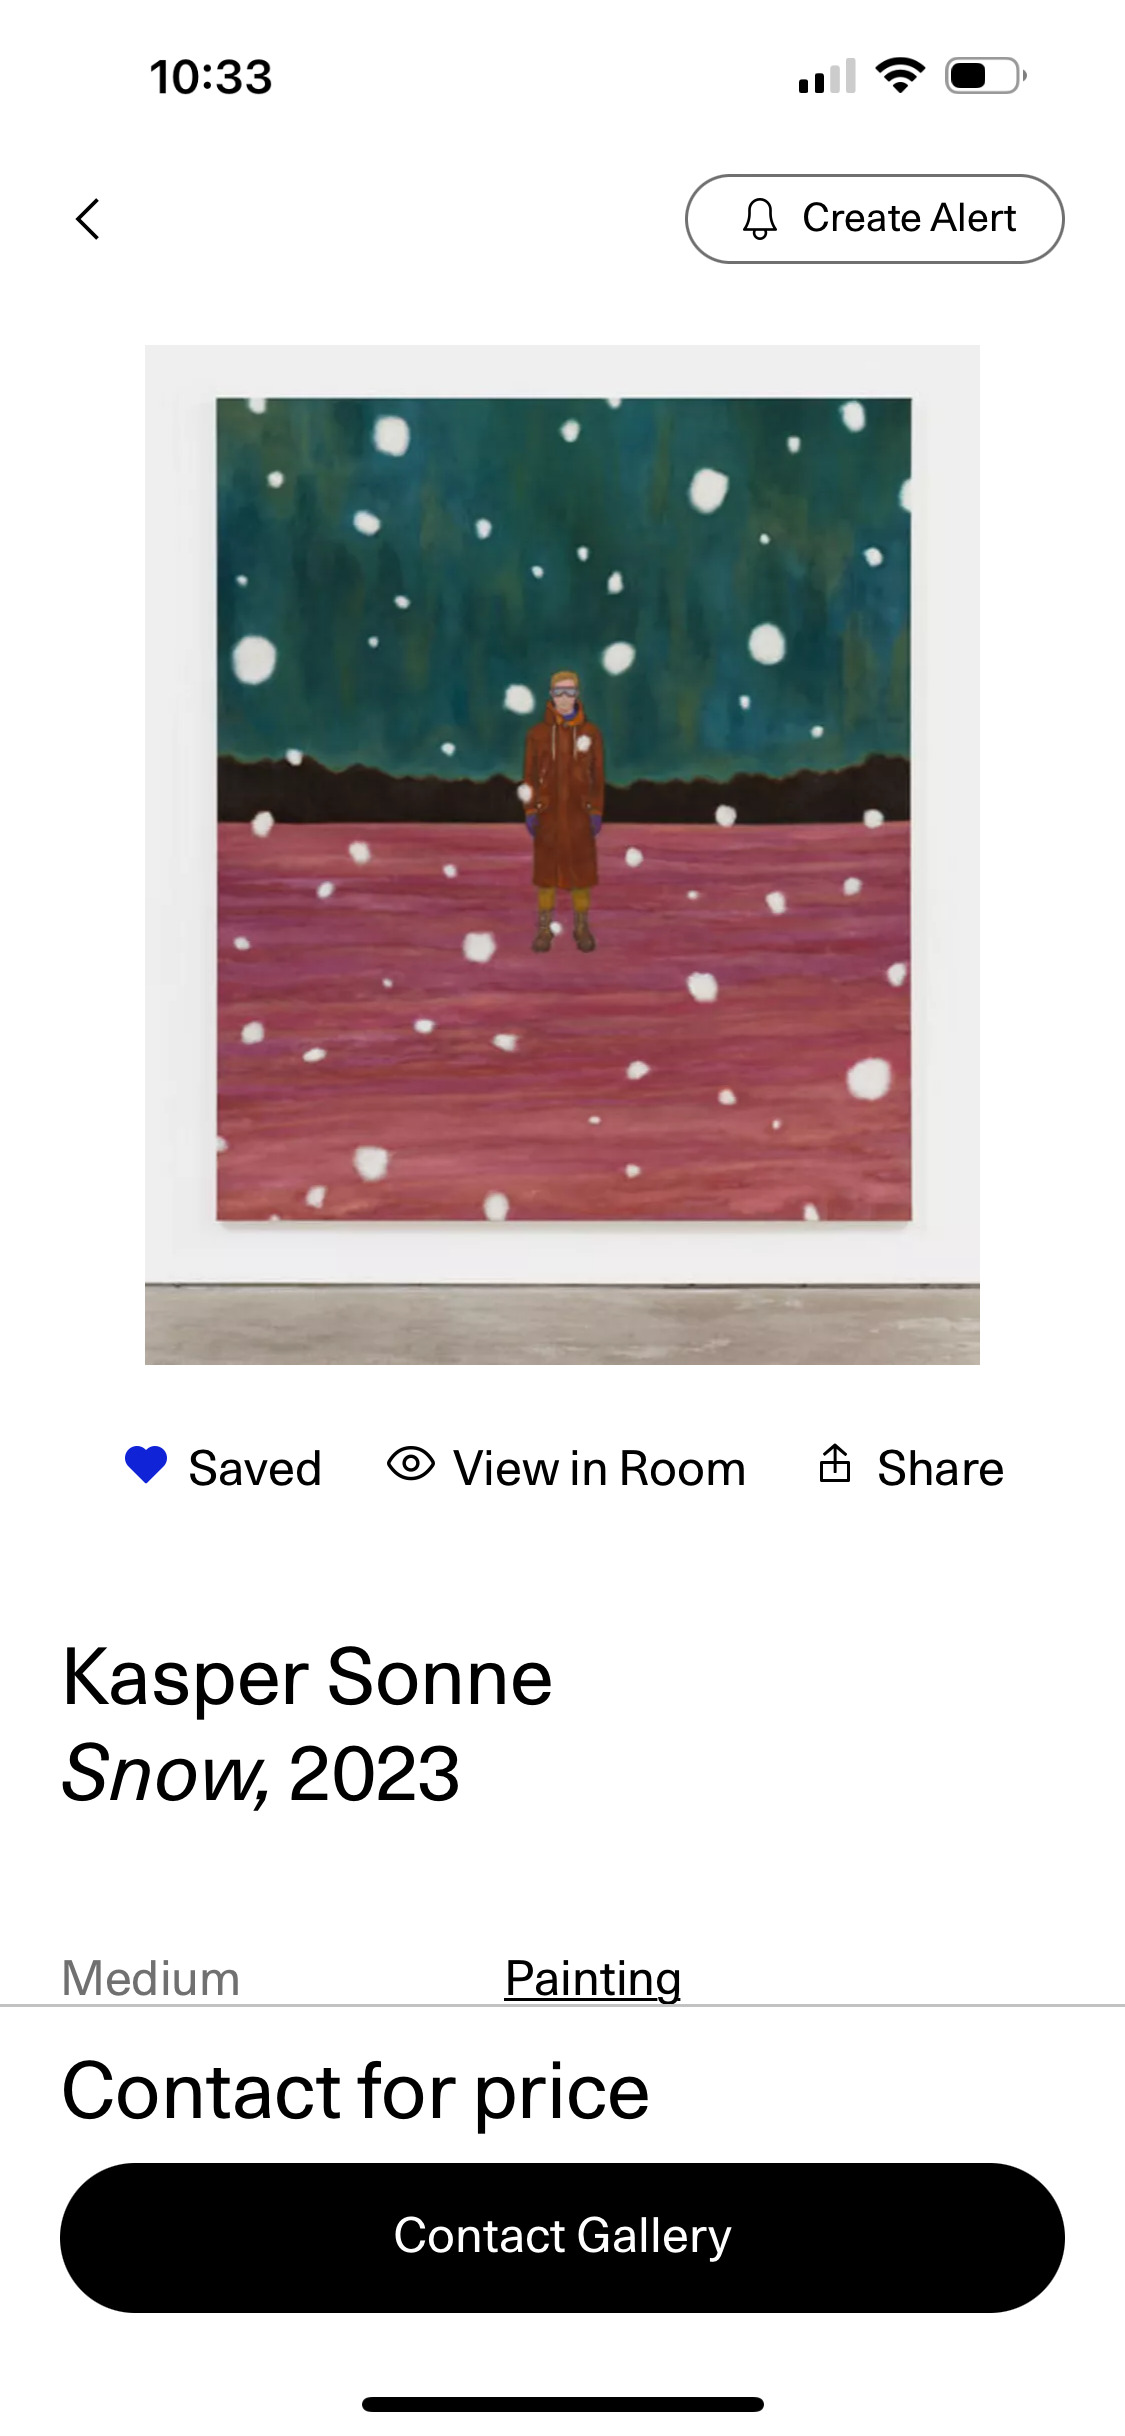 10:33
Create Alert
Saved View in Room Share
Kasper Sonne
Snow, 2023
Medium Painting
Contact for price
Contact Gallery